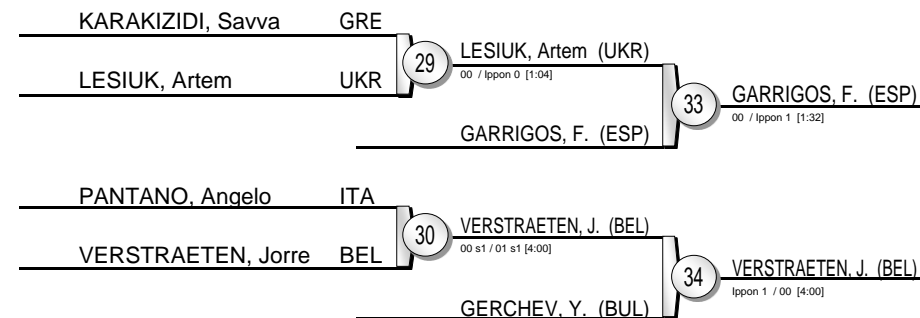 KARAKIZIDI, Savva GRE
29
LESIUK, Artem (UKR)
00 / Ippon 0 [1:04]
LESIUK, Artem UKR
33
GARRIGOS, F. (ESP)
00 / Ippon 1 [1:32]
GARRIGOS, F. (ESP)
PANTANO, Angelo ITA
30
VERSTRAETEN, J. (BEL)
00 s1 / 01 s1 [4:00]
VERSTRAETEN, Jorre BEL
34
VERSTRAETEN, J. (BEL)
Ippon 1 / 00 [4:00]
GERCHEV, Y. (BUL)